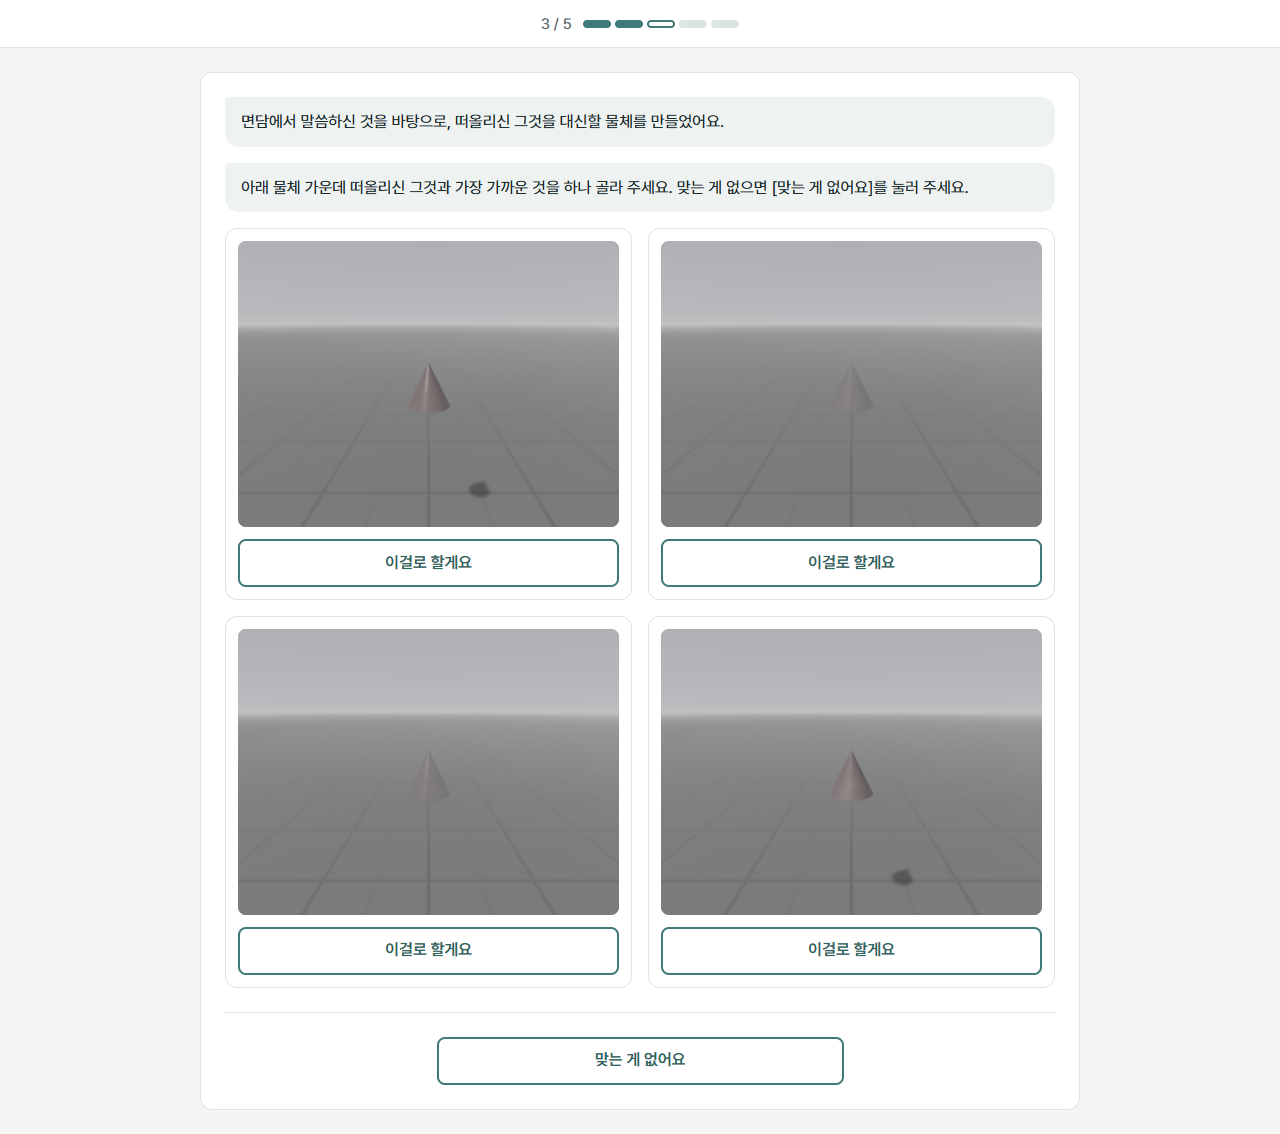 3 / 5
면담에서 말씀하신 것을 바탕으로, 떠올리신 그것을 대신할 물체를 만들었어요.
아래 물체 가운데 떠올리신 그것과 가장 가까운 것을 하나 골라 주세요. 맞는 게 없으면 [맞는 게 없어요]를 눌러 주세요.
이걸로 할게요
이걸로 할게요
이걸로 할게요
이걸로 할게요
맞는 게 없어요